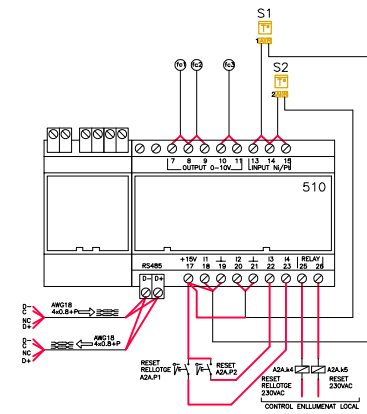 S1
T°
1
S2
T°
2
fc1 fc2 fc3
7 8 9 10 11 13 14 15
OUTPUT 0-10V INPUT Ni/Pt
510
RS485 +15V I1 ⊥ I2 ⊥ I3 I4 RELAY
17 18 19 20 21 22 23 25 26
D- D+
D-
C
NC
D+
AWG18
4x0.8+P
D-
C
NC
D+
AWG18
4x0.8+P
RESET
RELLOTGE
A2A.P1
RESET
A2A.P2
A2A.k4 A2A.k5
RESET
RELLOTGE
230VAC
RESET
230VAC
CONTROL ENLLUMENAT LOCAL